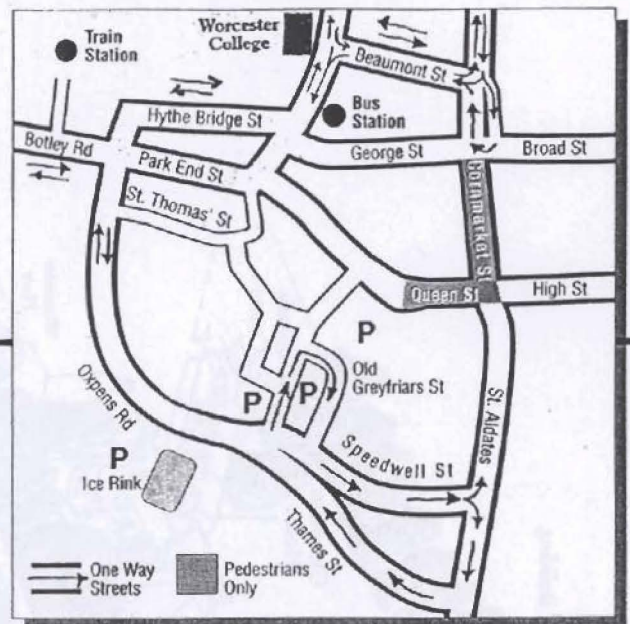 Train
Station
Worcester
College
Beaumont St
Hythe Bridge St
Bus
Station
Botley Rd
Park End St
George St
Broad St
St. Thomas' St
Cornmarket St
Queen St
High St
P
Old
Greyfriars St
P
P
Oxpens Rd
St. Aldates
Speedwell St
P
Ice Rink
Thames St
One Way
Streets
Pedestrians
Only